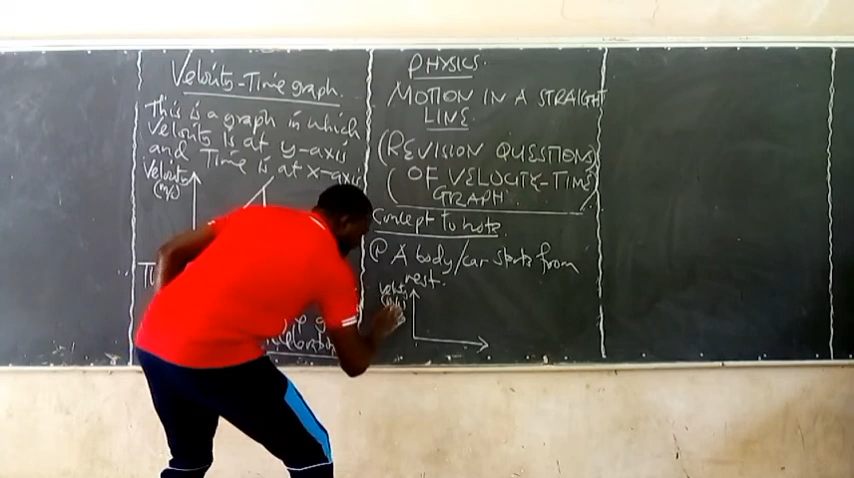 Velocity-Time graph.
This is a graph in which
Velocity is at y-axis
and Time is at x-axis
Velocity
(m/s)
PHYSICS.
MOTION IN A STRAIGHT
LINE
(REVISION QUESTIONS)
(OF VELOCITY-TIME
GRAPH.
Concept to note
A body/car starts from
rest.